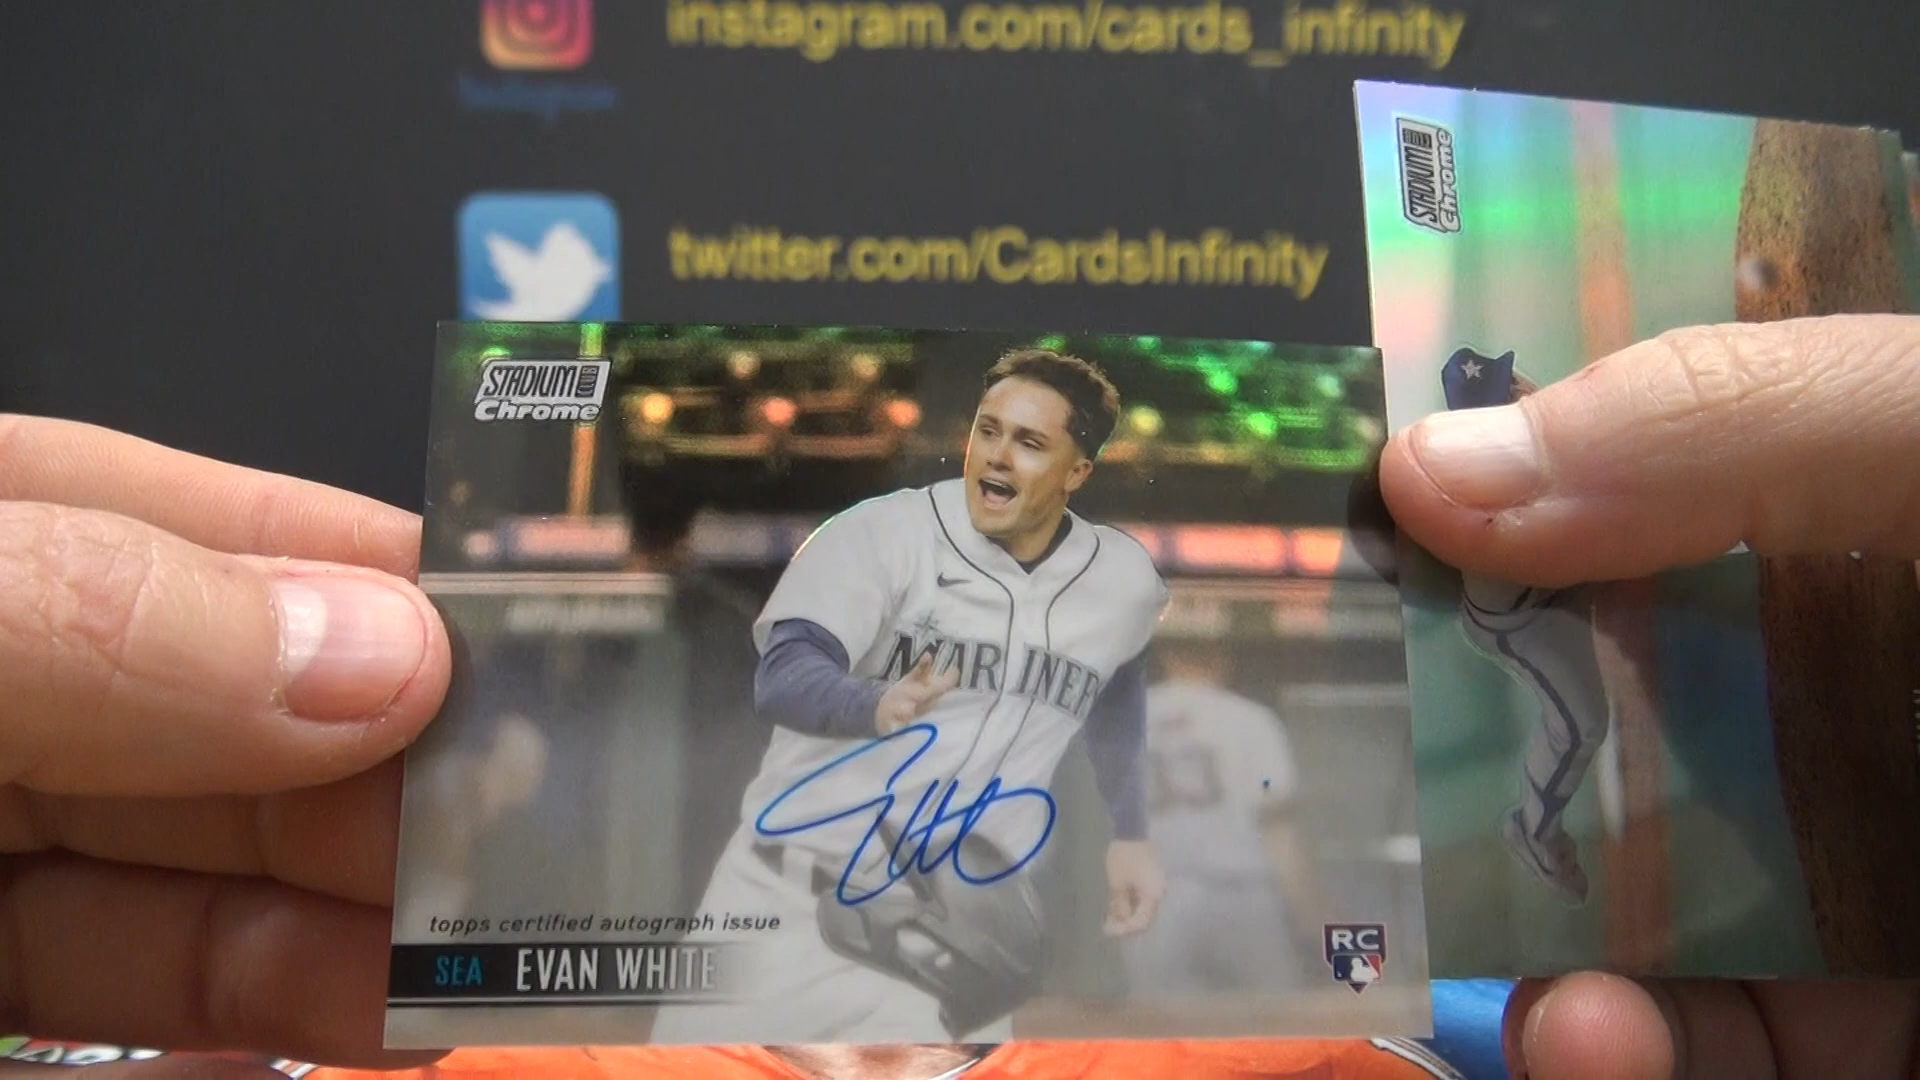 instagram.com/cards_infinity
twitter.com/CardsInfinity
STADIUM CLUB
Chrome
STADIUM CLUB
Chrome
MARINER
topps certified autograph issue
SEA EVAN WHITE
RC